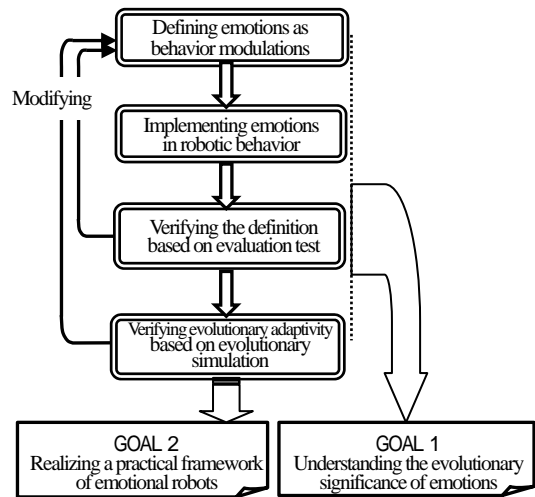 Defining emotions as
behavior modulations
Modifying
Implementing emotions
in robotic behavior
Verifying the definition
based on evaluation test
Verifying evolutionary adaptivity
based on evolutionary
simulation
GOAL 2
Realizing a practical framework
of emotional robots
GOAL 1
Understanding the evolutionary
significance of emotions